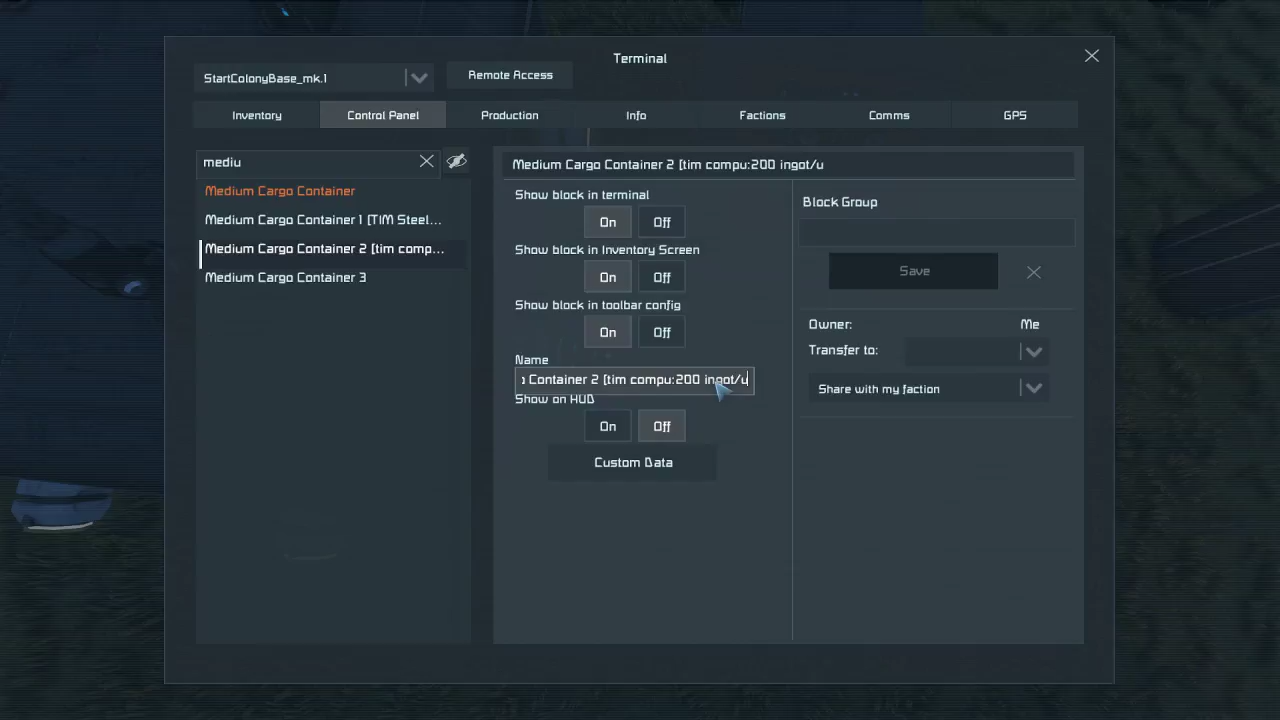 Terminal
StartColonyBase_mk.1
Remote Access
Inventory
Control Panel
Production
Info
Factions
Comms
GPS
mediu
Medium Cargo Container
Medium Cargo Container 1 [TIM Steel...
Medium Cargo Container 2 [tim comp...
Medium Cargo Container 3
Medium Cargo Container 2 [tim compu:200 ingot/u
Show block in terminal
On Off
Show block in Inventory Screen
On Off
Show block in toolbar config
On Off
Name
o Container 2 [tim compu:200 ingot/u
Show on HUD
On Off
Custom Data
Block Group
Save
Owner: Me
Transfer to:
Share with my faction